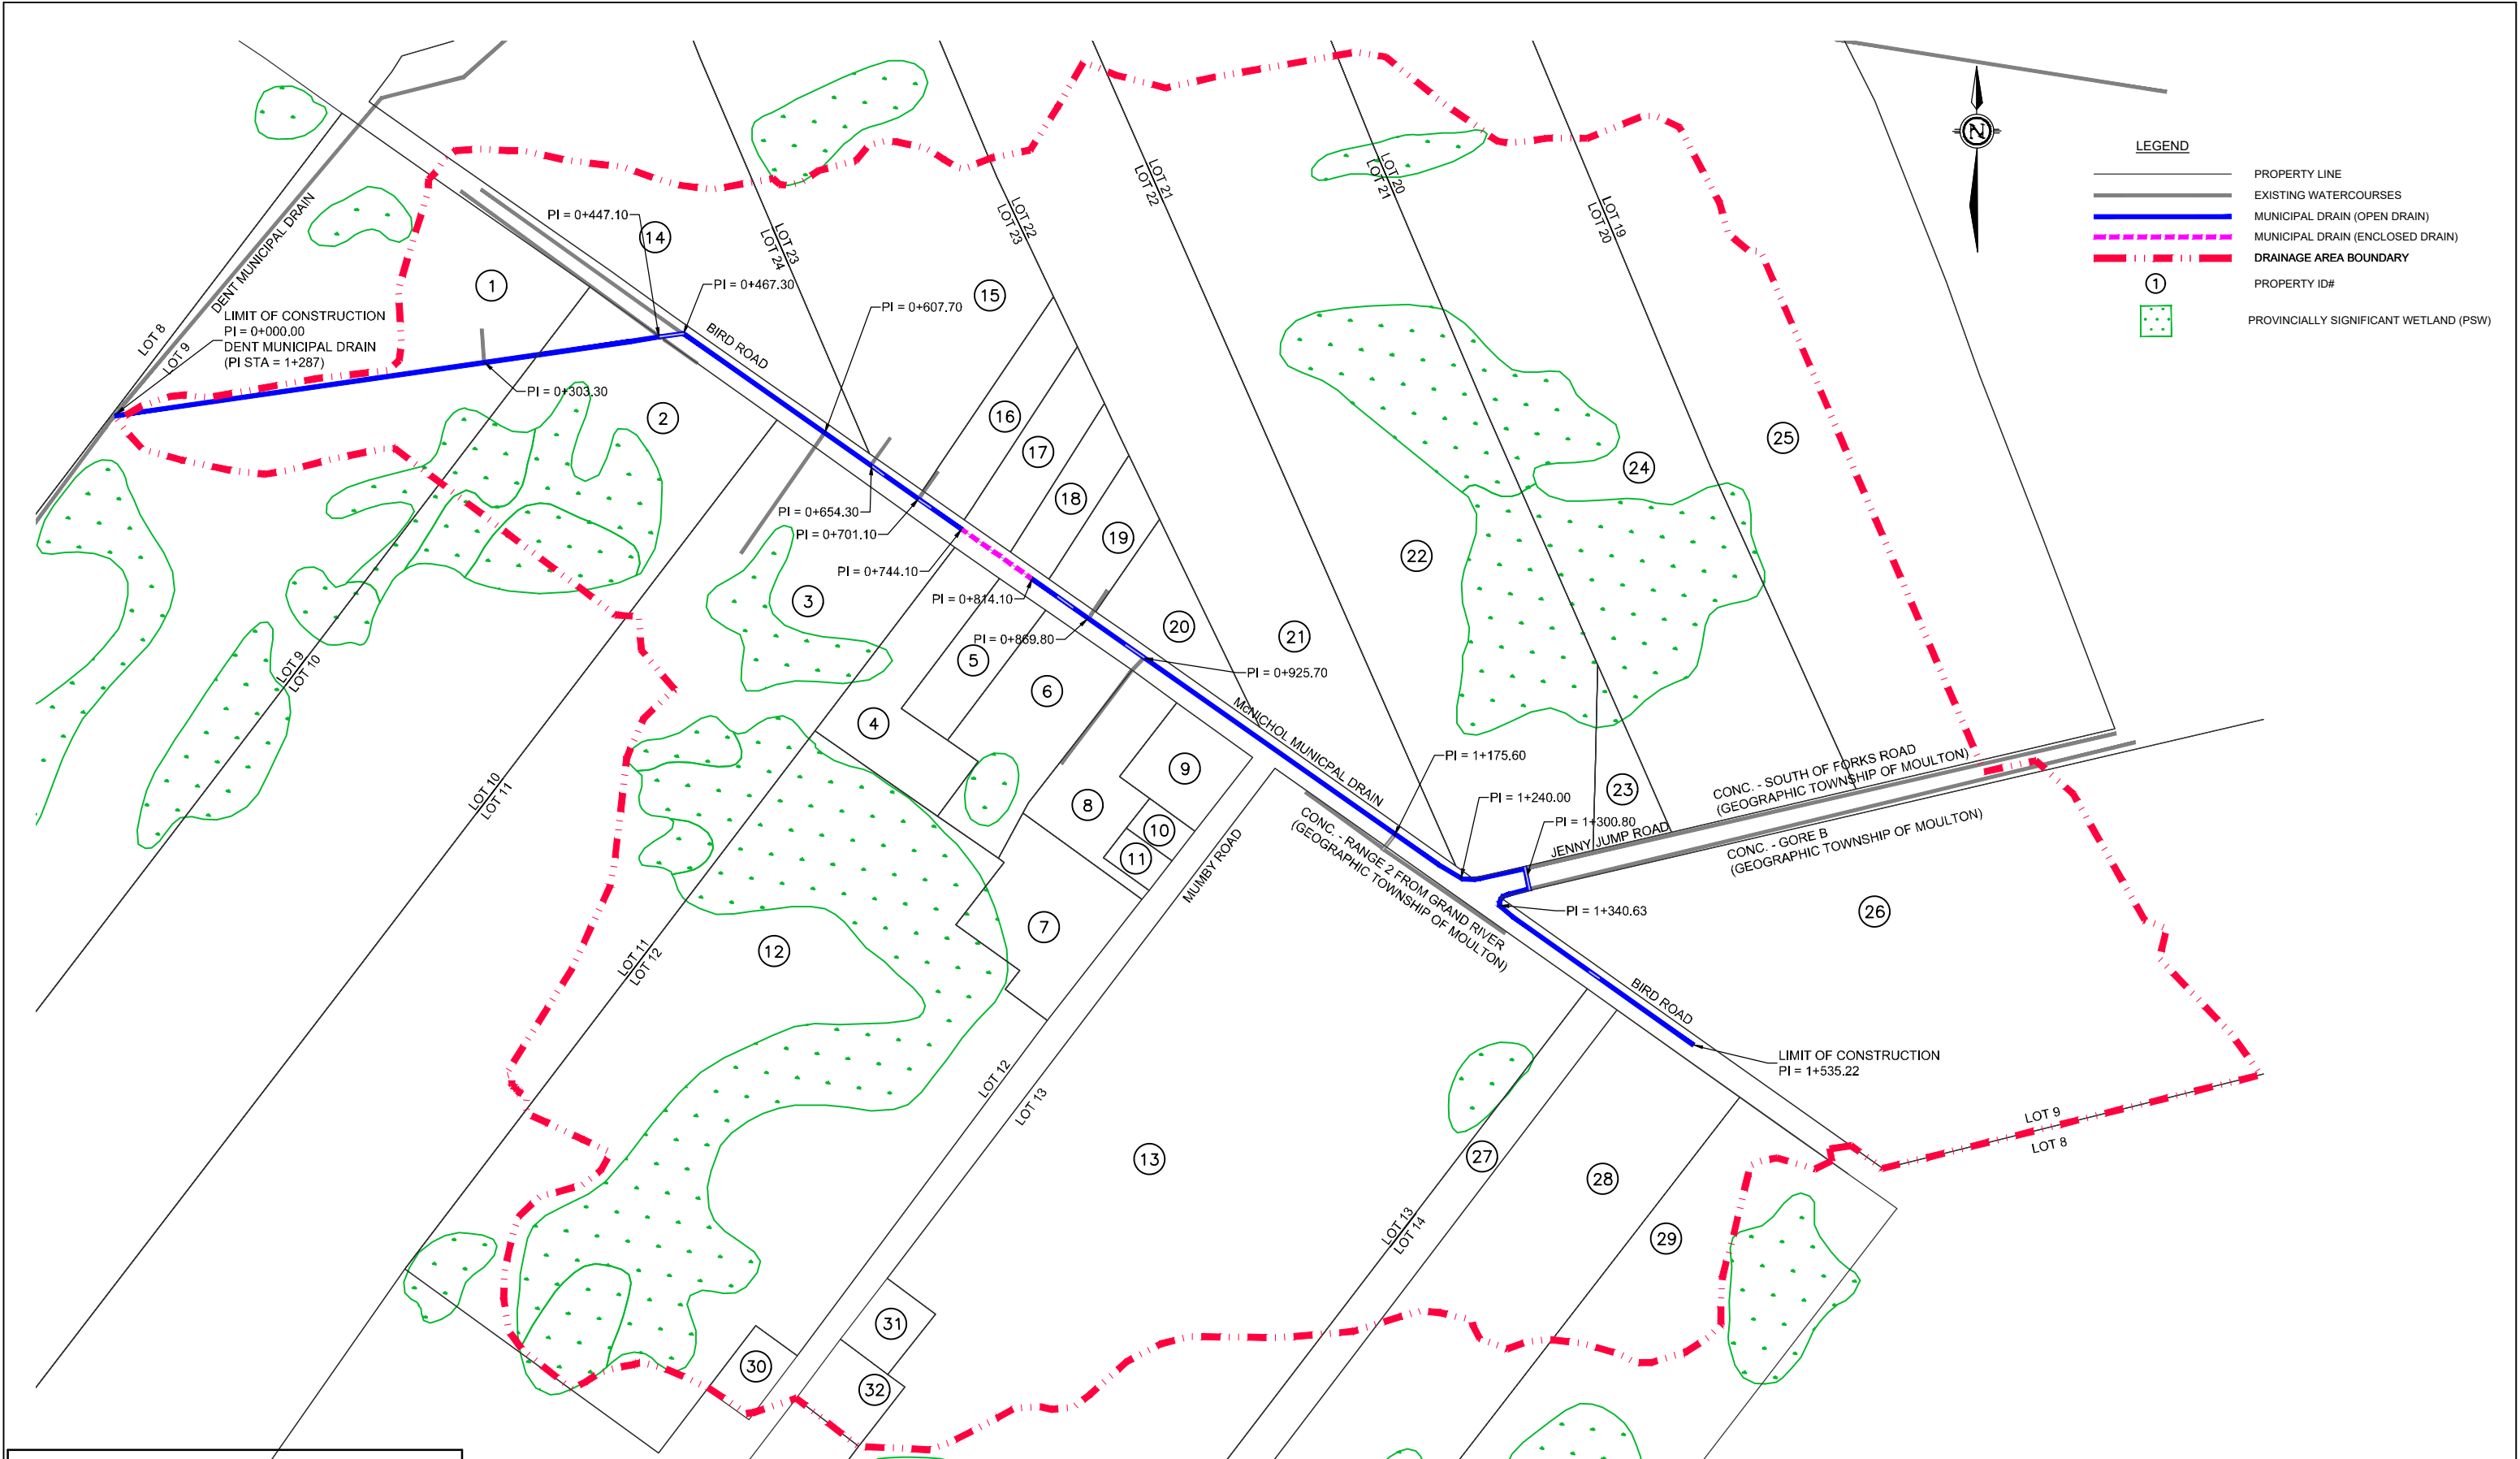 LEGEND
PROPERTY LINE
EXISTING WATERCOURSES
MUNICIPAL DRAIN (OPEN DRAIN)
MUNICIPAL DRAIN (ENCLOSED DRAIN)
DRAINAGE AREA BOUNDARY
1
PROPERTY ID#
PROVINCIALLY SIGNIFICANT WETLAND (PSW)
N
LOT 8
LOT 9
DENT MUNICIPAL DRAIN
LIMIT OF CONSTRUCTION
PI = 0+000.00
DENT MUNICIPAL DRAIN
(PI STA = 1+287)
1
PI = 0+303.30
2
PI = 0+447.10
14
PI = 0+467.30
BIRD ROAD
LOT 23
LOT 24
PI = 0+607.70
15
LOT 22
LOT 23
LOT 21
LOT 22
LOT 20
LOT 21
LOT 19
LOT 20
16
17
18
19
20
21
22
23
24
25
PI = 0+654.30
PI = 0+701.10
PI = 0+744.10
PI = 0+814.10
PI = 0+869.80
PI = 0+925.70
3
4
5
6
LOT 9
LOT 10
LOT 10
LOT 11
LOT 11
LOT 12
McNICHOL MUNICPAL DRAIN
PI = 1+175.60
PI = 1+240.00
PI = 1+300.80
PI = 1+340.63
JENNY JUMP ROAD
CONC. - SOUTH OF FORKS ROAD
(GEOGRAPHIC TOWNSHIP OF MOULTON)
CONC. - GORE B
(GEOGRAPHIC TOWNSHIP OF MOULTON)
CONC. - RANGE 2 FROM GRAND RIVER
(GEOGRAPHIC TOWNSHIP OF MOULTON)
MUMBY ROAD
9
8
10
11
7
12
26
BIRD ROAD
LIMIT OF CONSTRUCTION
PI = 1+535.22
LOT 12
LOT 13
13
27
28
29
LOT 13
LOT 14
LOT 9
LOT 8
30
31
32